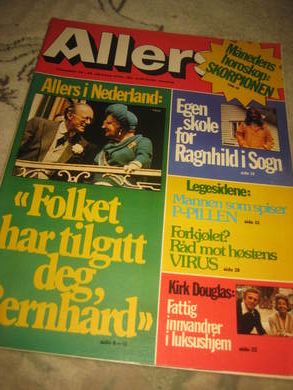 Allers
Månedens
horoskop:
SKORPIONEN
Allers i Nederland:
«Folket
har tilgitt
deg,
Bernhard»
Egen
skole
for
Ragnhild i Sogn
Legesidene:
Mannen som spiser
P-PILLEN
Forkjølet?
Råd mot høstens
VIRUS
Kirk Douglas:
Fattig
innvandrer
i luksushjem